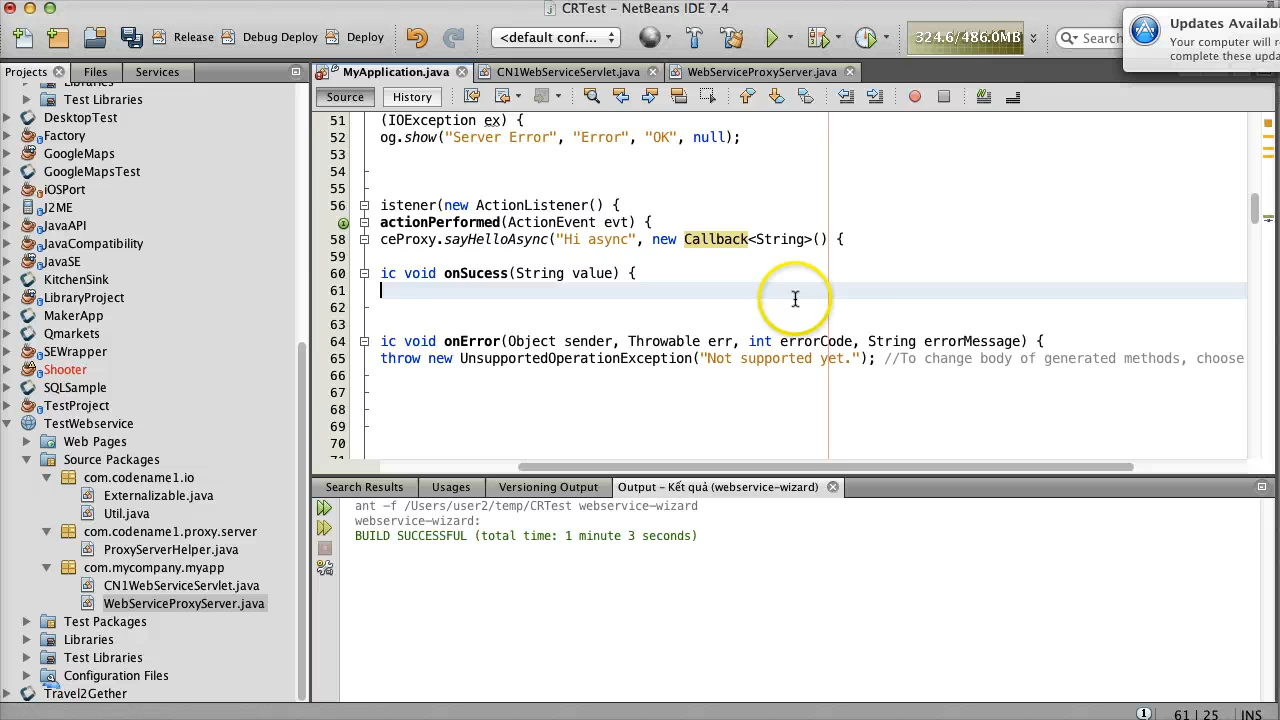 CRTest – NetBeans IDE 7.4
Release
Debug Deploy
Deploy
<default conf...
324.6/486.0MB
Search
Updates Availab
Your computer will re
complete these upda
Projects
Files
Services
MyApplication.java
CN1WebServiceServlet.java
WebServiceProxyServer.java
Source
History
Libraries
Test Libraries
DesktopTest
Factory
GoogleMaps
GoogleMapsTest
iOSPort
J2ME
JavaAPI
JavaCompatibility
JavaSE
KitchenSink
LibraryProject
MakerApp
Qmarkets
SEWrapper
Shooter
SQLSample
TestProject
TestWebservice
Web Pages
Source Packages
com.codename1.io
Externalizable.java
Util.java
com.codename1.proxy.server
ProxyServerHelper.java
com.mycompany.myapp
CN1WebServiceServlet.java
WebServiceProxyServer.java
Test Packages
Libraries
Test Libraries
Configuration Files
Travel2Gether
51 (IOException ex) {
52 og.show("Server Error", "Error", "OK", null);
53
54
55
56 istener(new ActionListener() {
actionPerformed(ActionEvent evt) {
58 ceProxy.sayHelloAsync("Hi async", new Callback<String>() {
59
60 ic void onSucess(String value) {
61
62
63
64 ic void onError(Object sender, Throwable err, int errorCode, String errorMessage) {
65 throw new UnsupportedOperationException("Not supported yet."); //To change body of generated methods, choose
66
67
68
69
70
71
Search Results
Usages
Versioning Output
Output – Kết quả (webservice-wizard)
ant -f /Users/user2/temp/CRTest webservice-wizard
webservice-wizard:
BUILD SUCCESSFUL (total time: 1 minute 3 seconds)
1
61 | 25
INS